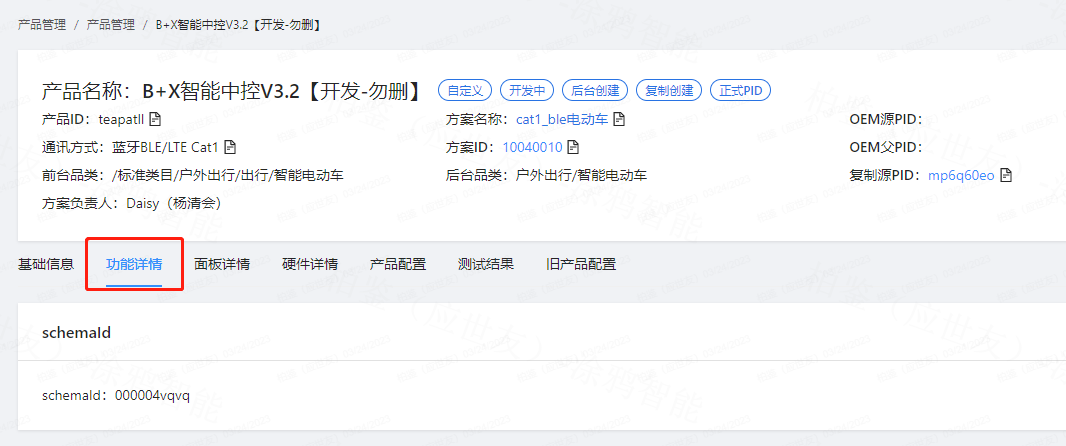 产品管理 / 产品管理 / B+X智能中控V3.2【开发-勿删】
产品名称：B+X智能中控V3.2【开发-勿删】 自定义 开发中 后台创建 复制创建 正式PID
产品ID：teapatll 方案名称：cat1_ble电动车 OEM源PID：
通讯方式：蓝牙BLE/LTE Cat1 方案ID：10040010 OEM父PID：
前台品类：/标准类目/户外出行/出行/智能电动车 后台品类：户外出行/智能电动车 复制源PID：mp6q60eo
方案负责人：Daisy（杨清会）
基础信息 功能详情 面板详情 硬件详情 产品配置 测试结果 旧产品配置
schemaId
schemaId：000004vqvq